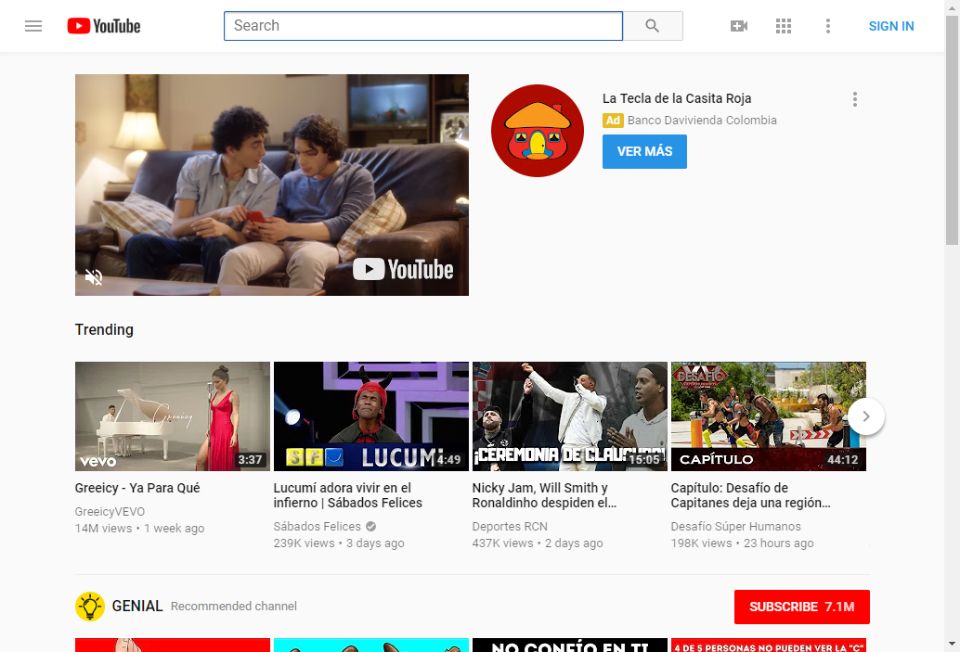 YouTube
Search
SIGN IN
YouTube
La Tecla de la Casita Roja
Ad Banco Davivienda Colombia
VER MÁS
Trending
Greeicy
vevo
3:37
SFC LUCUMÍ
4:49
¡CEREMONIA DE CLAUSURA!
15:05
DESAFÍO
CAPÍTULO
44:12
Greeicy - Ya Para Qué
GreeicyVEVO
14M views • 1 week ago
Lucumí adora vivir en el
infierno | Sábados Felices
Sábados Felices
239K views • 3 days ago
Nicky Jam, Will Smith y
Ronaldinho despiden el...
Deportes RCN
437K views • 2 days ago
Capítulo: Desafío de
Capitanes deja una región...
Desafío Súper Humanos
198K views • 23 hours ago
GENIAL Recommended channel
SUBSCRIBE 7.1M
NO CONFÍO EN TI
4 DE 5 PERSONAS NO PUEDEN VER LA "C"